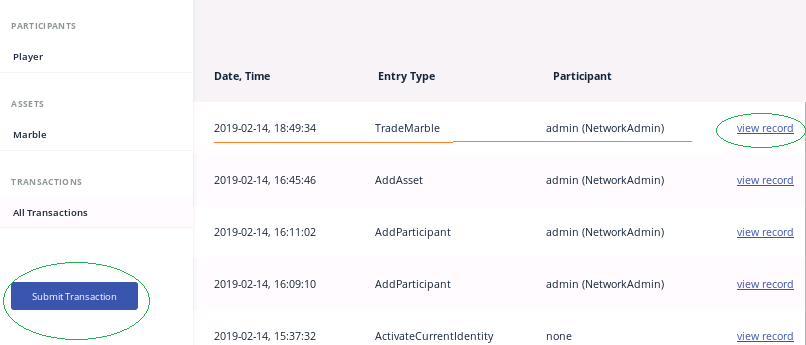 PARTICIPANTS
Player
ASSETS
Marble
TRANSACTIONS
All Transactions
Submit Transaction
Date, Time Entry Type Participant
2019-02-14, 18:49:34 TradeMarble admin (NetworkAdmin) view record
2019-02-14, 16:45:46 AddAsset admin (NetworkAdmin) view record
2019-02-14, 16:11:02 AddParticipant admin (NetworkAdmin) view record
2019-02-14, 16:09:10 AddParticipant admin (NetworkAdmin) view record
2019-02-14, 15:37:32 ActivateCurrentIdentity none view record